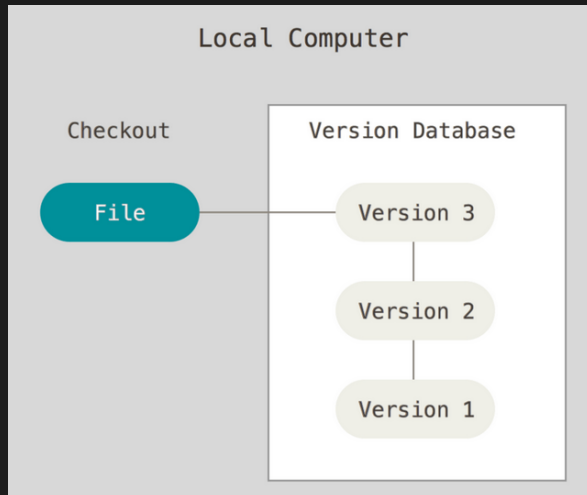 Local Computer
Checkout
Version Database
File
Version 3
Version 2
Version 1